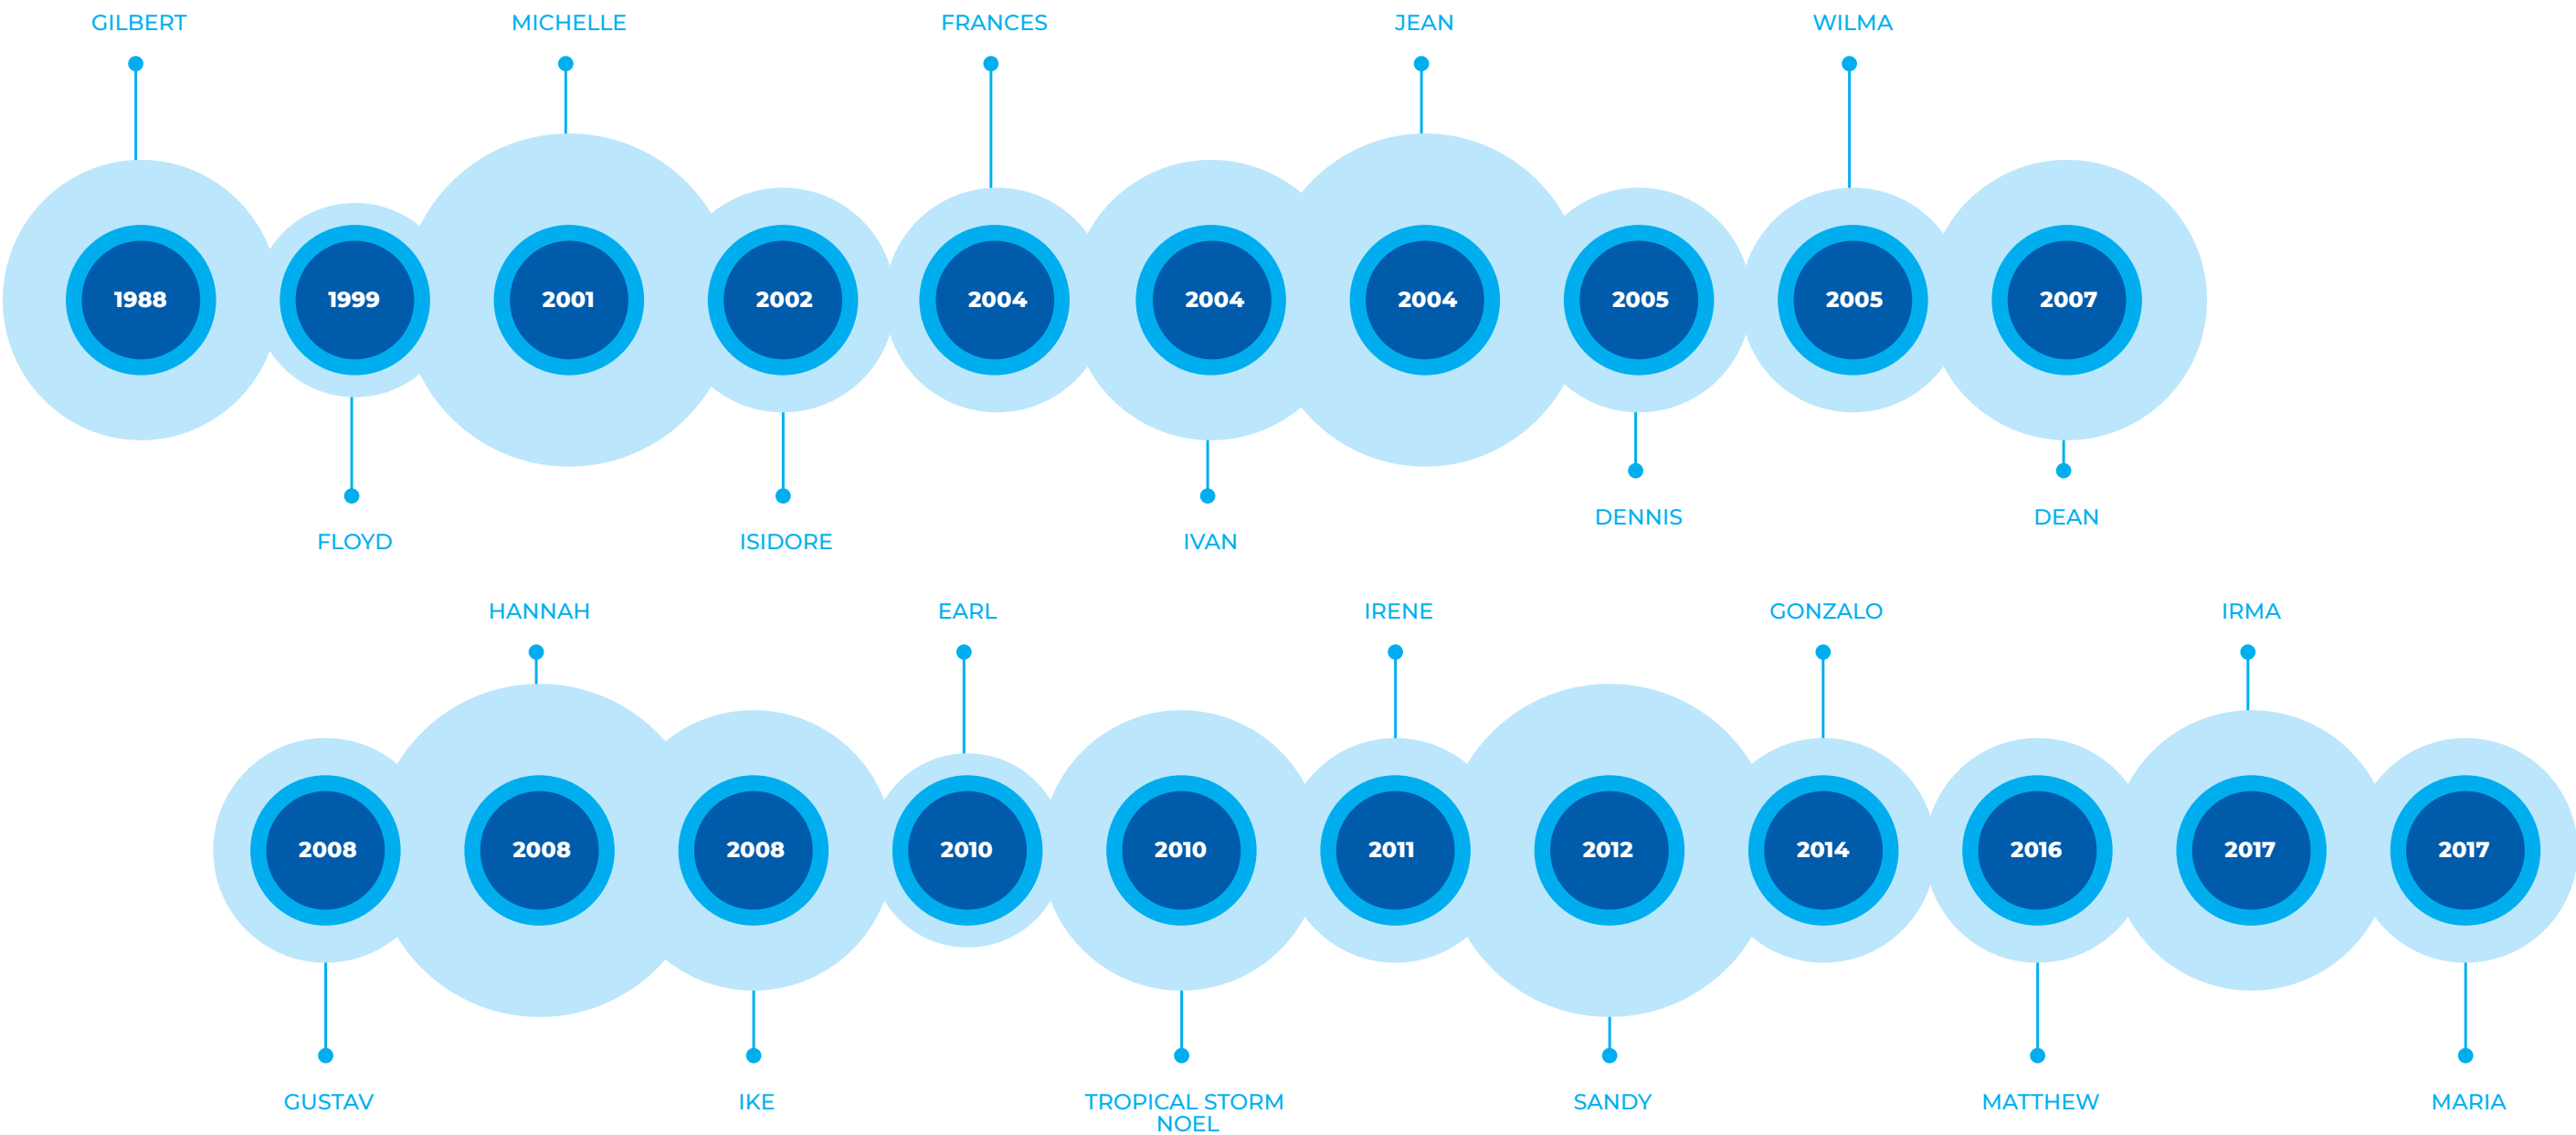 GILBERT
MICHELLE
FRANCES
JEAN
WILMA
1988
1999
2001
2002
2004
2004
2004
2005
2005
2007
FLOYD
ISIDORE
IVAN
DENNIS
DEAN
HANNAH
EARL
IRENE
GONZALO
IRMA
2008
2008
2008
2010
2010
2011
2012
2014
2016
2017
2017
GUSTAV
IKE
TROPICAL STORM
NOEL
SANDY
MATTHEW
MARIA